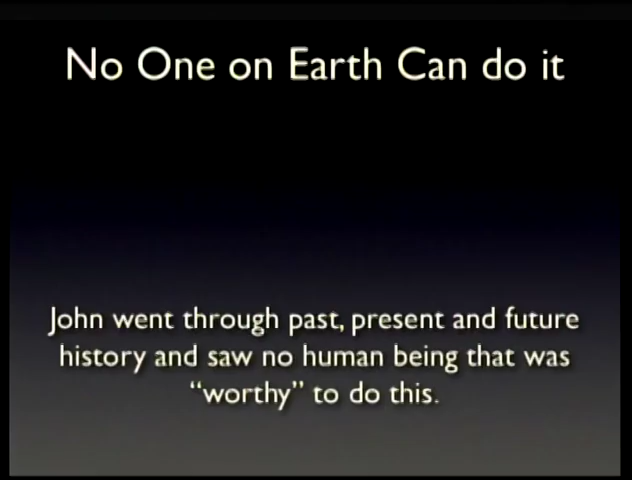 No One on Earth Can do it
John went through past, present and future
history and saw no human being that was
“worthy” to do this.